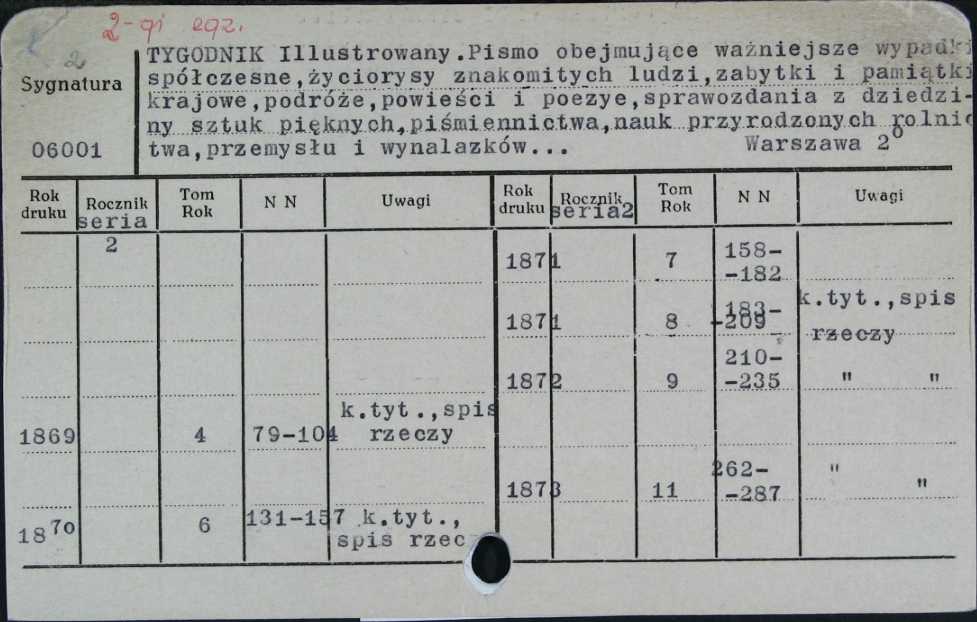 2-gi egz.
2
Sygnatura
06001
TYGODNIK Illustrowany.Pismo obejmujące ważniejsze wypadki
spółczesne,życiorysy znakomitych ludzi,zabytki i pamiątki
krajowe,podróże,powieści i poezye,sprawozdania z dziedzi-
ny sztuk pięknych,piśmiennictwa,nauk przyrodzonych rolnic
twa,przemysłu i wynalazków... Warszawa 2o
Rok druku Rocznik Tom Rok N N Uwagi Rok druku Rocznik Tom Rok N N Uwagi
seria 2 seria2
1871 7 158-
-182
1871 8 183- k.tyt.,spis
-209 rzeczy
1872 9 210-
-235 " "
1869 4 79-104 k.tyt.,spis
rzeczy
1873 11 262- "
-287 "
1870 6 131-157 k.tyt.,
spis rzec